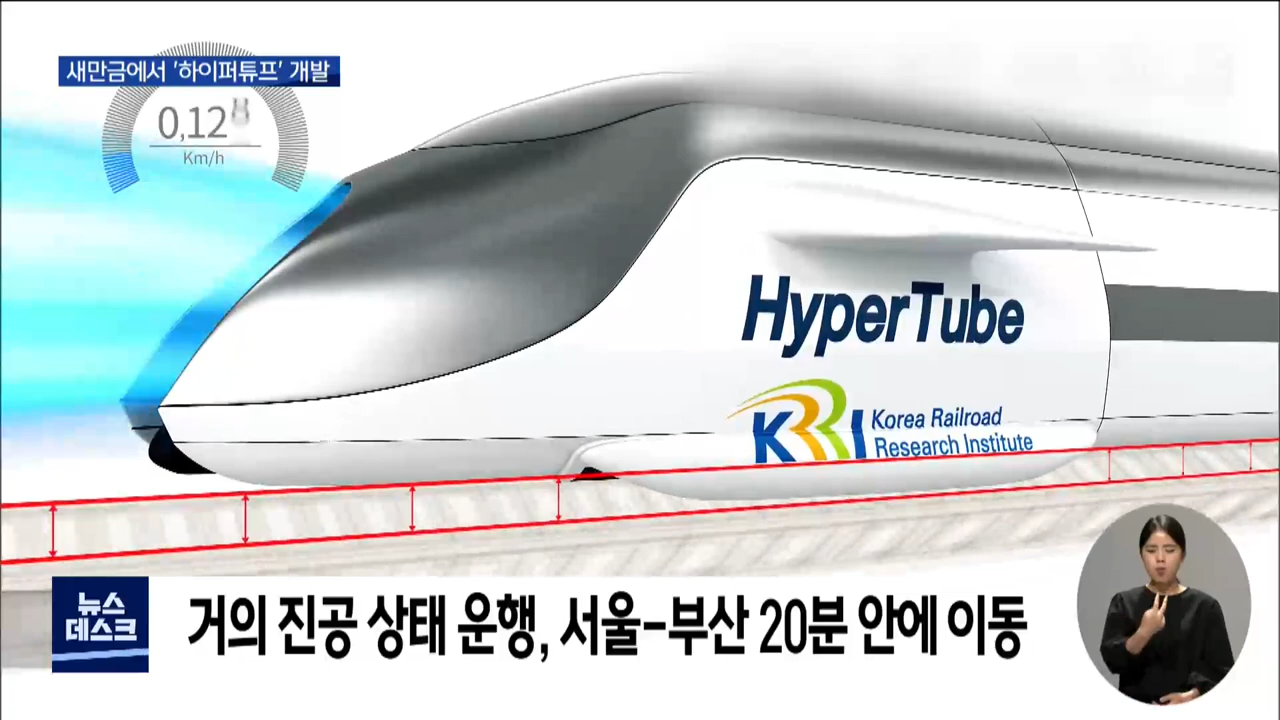 새만금에서 '하이퍼튜프' 개발
0,12
Km/h
HyperTube
KRRI
Korea Railroad
Research Institute
뉴스
데스크
거의 진공 상태 운행, 서울-부산 20분 안에 이동